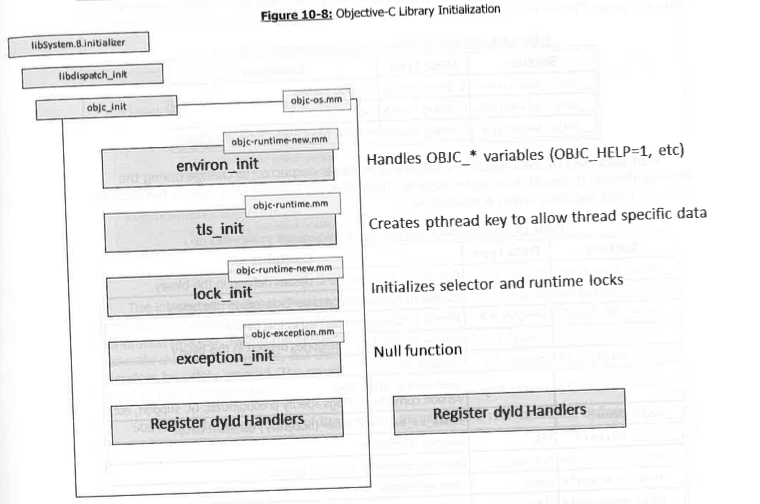 Figure 10-8: Objective-C Library Initialization
libSystem.B.initializer
libdispatch_init
objc_init
objc-os.mm
objc-runtime-new.mm
environ_init
Handles OBJC_* variables (OBJC_HELP=1, etc)
objc-runtime.mm
tls_init
Creates pthread key to allow thread specific data
objc-runtime-new.mm
lock_init
Initializes selector and runtime locks
objc-exception.mm
exception_init
Null function
Register dyld Handlers
Register dyld Handlers